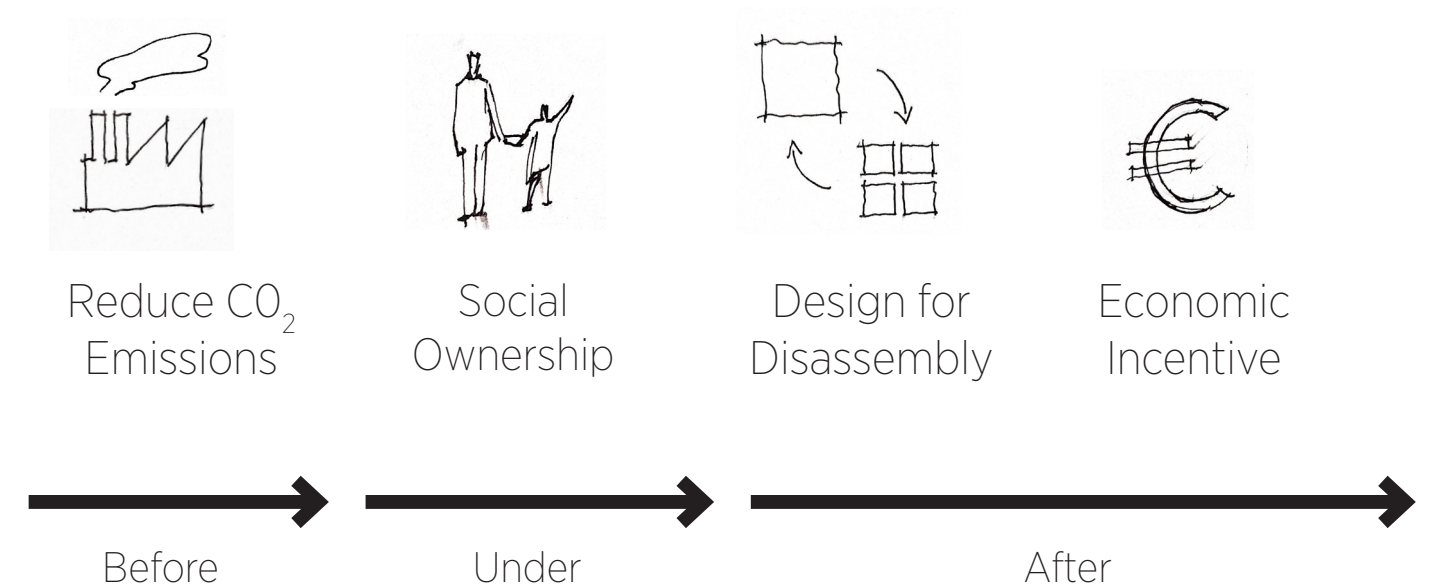 Reduce C0₂
Emissions
Social
Ownership
Design for
Disassembly
Economic
Incentive
Before
Under
After